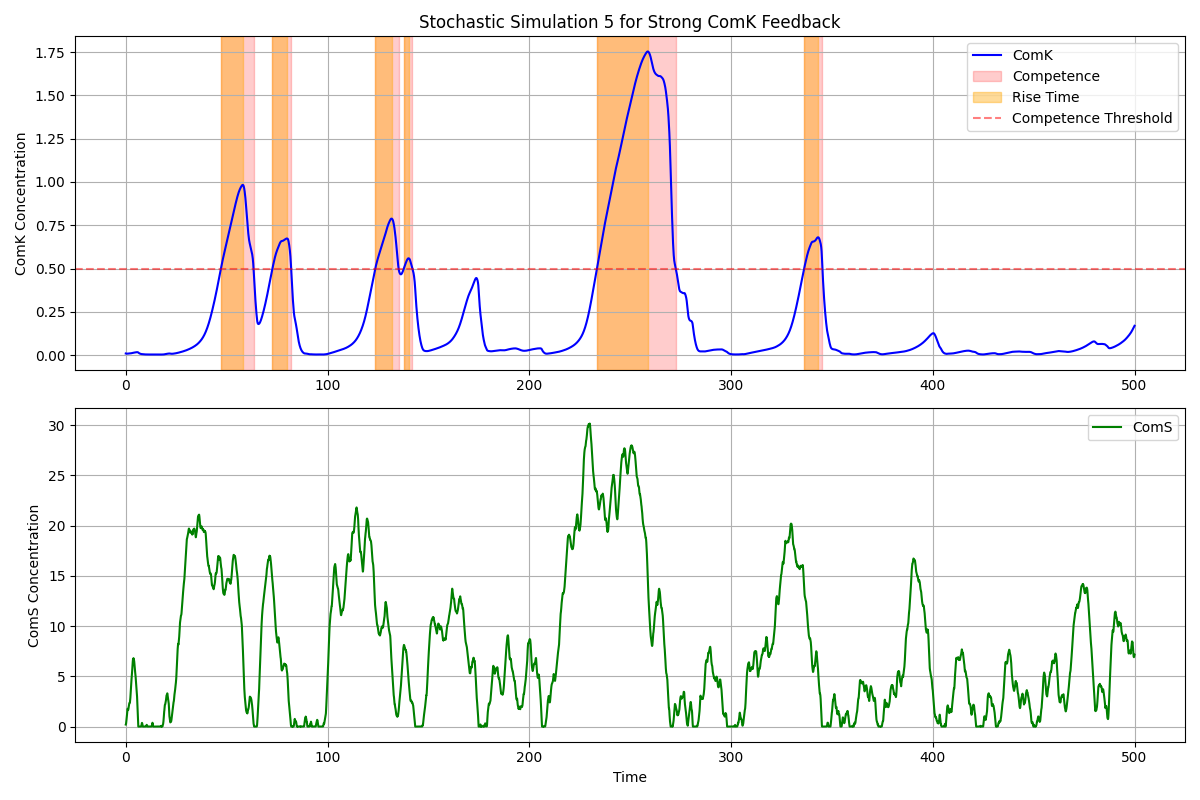 Stochastic Simulation 5 for Strong ComK Feedback
ComK Concentration
1.75
1.50
1.25
1.00
0.75
0.50
0.25
0.00
ComK
Competence
Rise Time
Competence Threshold
0 100 200 300 400 500
ComS Concentration
30
25
20
15
10
5
0
ComS
0 100 200 300 400 500
Time